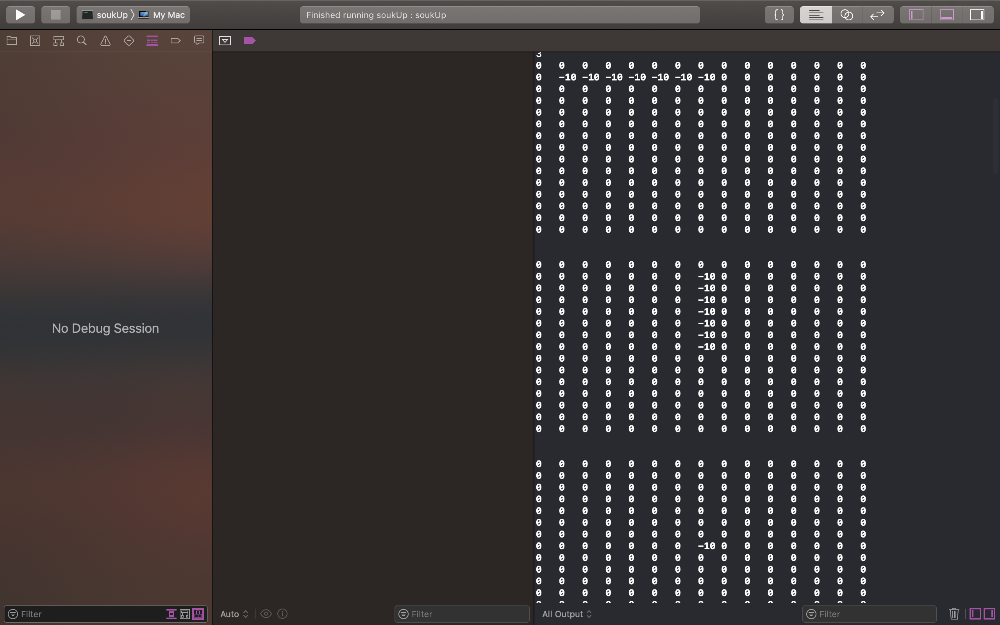 soukUp 〉 My Mac
Finished running soukUp : soukUp
{ }
No Debug Session
Filter
Auto
Filter
3
0 0 0 0 0 0 0 0 0 0 0 0 0 0 0
0 -10 -10 -10 -10 -10 -10 -10 0 0 0 0 0 0 0
0 0 0 0 0 0 0 0 0 0 0 0 0 0 0
0 0 0 0 0 0 0 0 0 0 0 0 0 0 0
0 0 0 0 0 0 0 0 0 0 0 0 0 0 0
0 0 0 0 0 0 0 0 0 0 0 0 0 0 0
0 0 0 0 0 0 0 0 0 0 0 0 0 0 0
0 0 0 0 0 0 0 0 0 0 0 0 0 0 0
0 0 0 0 0 0 0 0 0 0 0 0 0 0 0
0 0 0 0 0 0 0 0 0 0 0 0 0 0 0
0 0 0 0 0 0 0 0 0 0 0 0 0 0 0
0 0 0 0 0 0 0 0 0 0 0 0 0 0 0
0 0 0 0 0 0 0 0 0 0 0 0 0 0 0
0 0 0 0 0 0 0 0 0 0 0 0 0 0 0
0 0 0 0 0 0 0 0 0 0 0 0 0 0 0
0 0 0 0 0 0 0 0 0 0 0 0 0 0 0
0 0 0 0 0 0 0 -10 0 0 0 0 0 0 0
0 0 0 0 0 0 0 -10 0 0 0 0 0 0 0
0 0 0 0 0 0 0 -10 0 0 0 0 0 0 0
0 0 0 0 0 0 0 -10 0 0 0 0 0 0 0
0 0 0 0 0 0 0 -10 0 0 0 0 0 0 0
0 0 0 0 0 0 0 -10 0 0 0 0 0 0 0
0 0 0 0 0 0 0 -10 0 0 0 0 0 0 0
0 0 0 0 0 0 0 0 0 0 0 0 0 0 0
0 0 0 0 0 0 0 0 0 0 0 0 0 0 0
0 0 0 0 0 0 0 0 0 0 0 0 0 0 0
0 0 0 0 0 0 0 0 0 0 0 0 0 0 0
0 0 0 0 0 0 0 0 0 0 0 0 0 0 0
0 0 0 0 0 0 0 0 0 0 0 0 0 0 0
0 0 0 0 0 0 0 0 0 0 0 0 0 0 0
0 0 0 0 0 0 0 0 0 0 0 0 0 0 0
0 0 0 0 0 0 0 0 0 0 0 0 0 0 0
0 0 0 0 0 0 0 0 0 0 0 0 0 0 0
0 0 0 0 0 0 0 0 0 0 0 0 0 0 0
0 0 0 0 0 0 0 0 0 0 0 0 0 0 0
0 0 0 0 0 0 0 0 0 0 0 0 0 0 0
0 0 0 0 0 0 0 0 0 0 0 0 0 0 0
0 0 0 0 0 0 0 -10 0 0 0 0 0 0 0
0 0 0 0 0 0 0 0 0 0 0 0 0 0 0
0 0 0 0 0 0 0 0 0 0 0 0 0 0 0
0 0 0 0 0 0 0 0 0 0 0 0 0 0 0
0 0 0 0 0 0 0 0 0 0 0 0 0 0 0
All Output
Filter